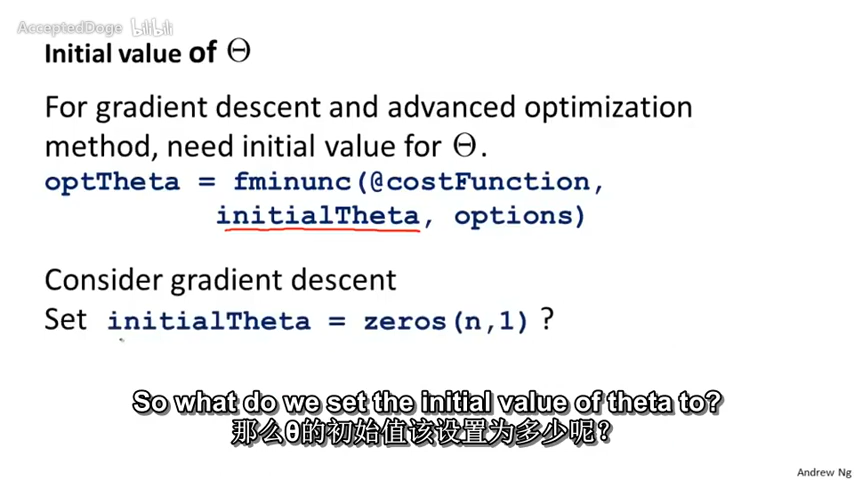 AcceptedDoge bilibili
Initial value of Θ
For gradient descent and advanced optimization
method, need initial value for Θ.
optTheta = fminunc(@costFunction,
initialTheta, options)
Consider gradient descent
Set initialTheta = zeros(n,1) ?
So what do we set the initial value of theta to?
那么θ的初始值该设置为多少呢?
Andrew Ng